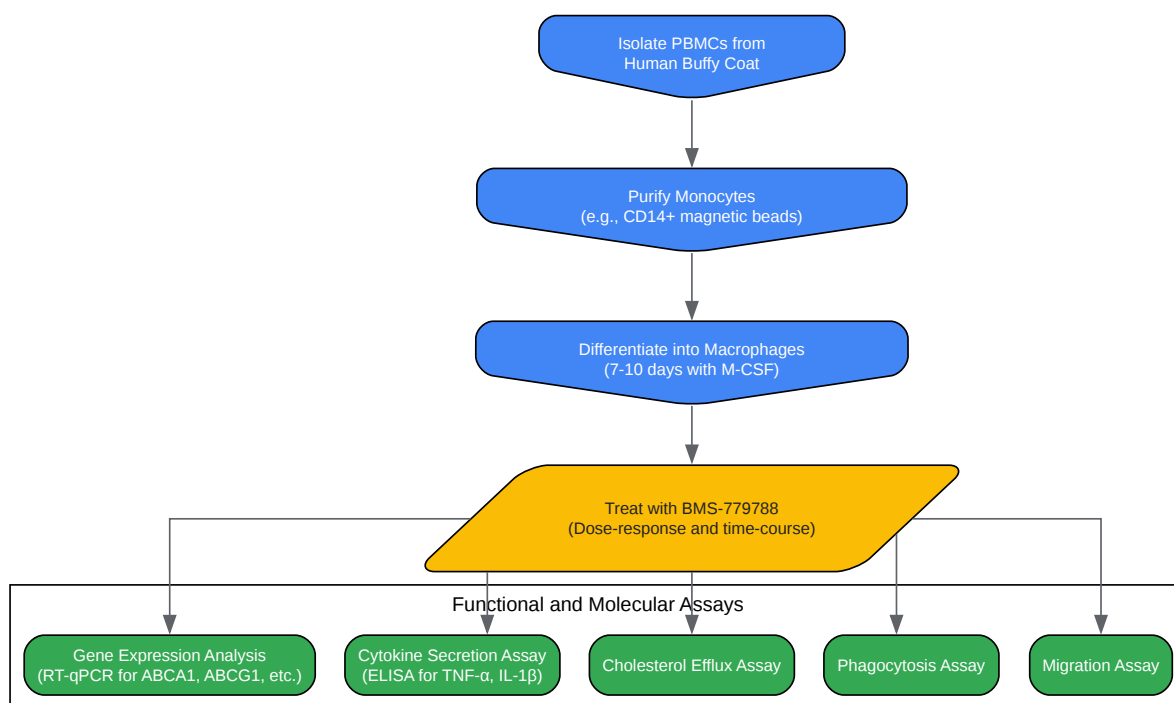 Isolate PBMCs from
Human Buffy Coat
Purify Monocytes
(e.g., CD14+ magnetic beads)
Differentiate into Macrophages
(7-10 days with M-CSF)
Treat with BMS-779788
(Dose-response and time-course)
Functional and Molecular Assays
Gene Expression Analysis
(RT-qPCR for ABCA1, ABCG1, etc.)
Cytokine Secretion Assay
(ELISA for TNF-α, IL-1β)
Cholesterol Efflux Assay
Phagocytosis Assay
Migration Assay